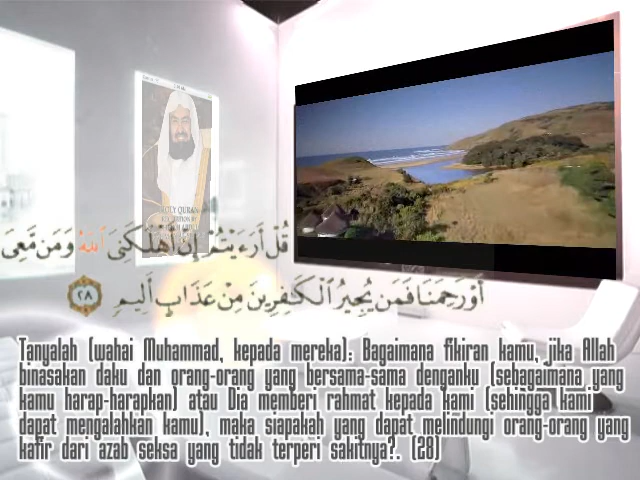 HOLY QURAN
قُلْ أَرَءَيْتُمْ إِنْ أَهْلَكَنِىَ ٱللَّهُ وَمَن مَّعِىَ
أَوْ رَحِمَنَا فَمَن يُجِيرُ ٱلْكَٰفِرِينَ مِنْ عَذَابٍ أَلِيمٍ ٢٨
Tanyalah (wahai Muhammad, kepada mereka): Bagaimana fikiran kamu, jika Allah
binasakan daku dan orang-orang yang bersama-sama denganku (sebagaimana yang
kamu harap-harapkan) atau Dia memberi rahmat kepada kami (sehingga kami
dapat mengalahkan kamu), maka siapakah yang dapat melindungi orang-orang yang
kafir dari azab seksa yang tidak terperi sakitnya?. (28)